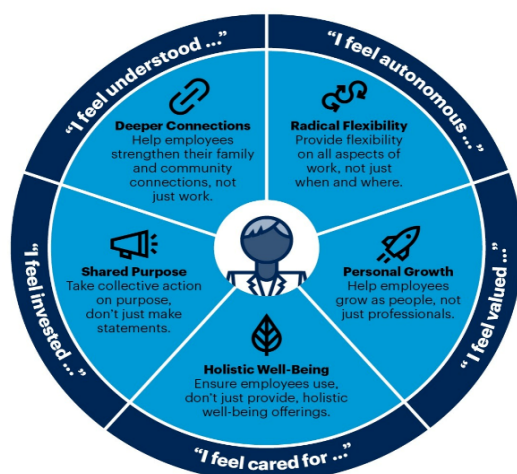 "I feel understood ..."
Deeper Connections
Help employees
strengthen their family
and community
connections, not
just work.
"I feel autonomous ..."
Radical Flexibility
Provide flexibility
on all aspects of
work, not just
when and where.
"I feel valued ..."
Personal Growth
Help employees
grow as people, not
just professionals.
"I feel cared for ..."
Holistic Well-Being
Ensure employees use,
don't just provide, holistic
well-being offerings.
"I feel invested ..."
Shared Purpose
Take collective action
on purpose,
don't just make
statements.